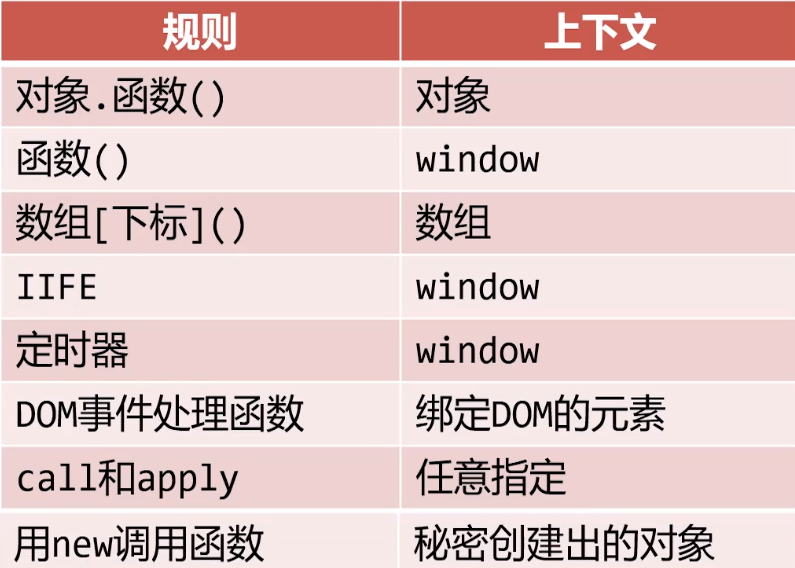 规则 上下文
对象.函数() 对象
函数() window
数组[下标]() 数组
IIFE window
定时器 window
DOM事件处理函数 绑定DOM的元素
call和apply 任意指定
用new调用函数 秘密创建出的对象